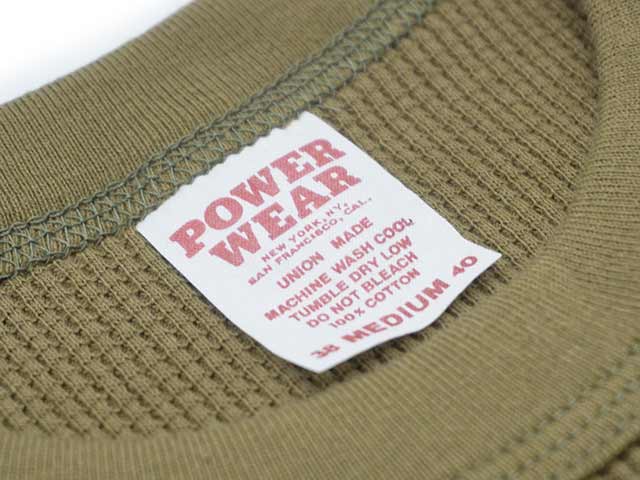 POWER
WEAR
NEW YORK, N.Y.
SAN FRANCISCO, CAL.
UNION MADE
MACHINE WASH COOL
TUMBLE DRY LOW
DO NOT BLEACH
100% COTTON
38 MEDIUM 40